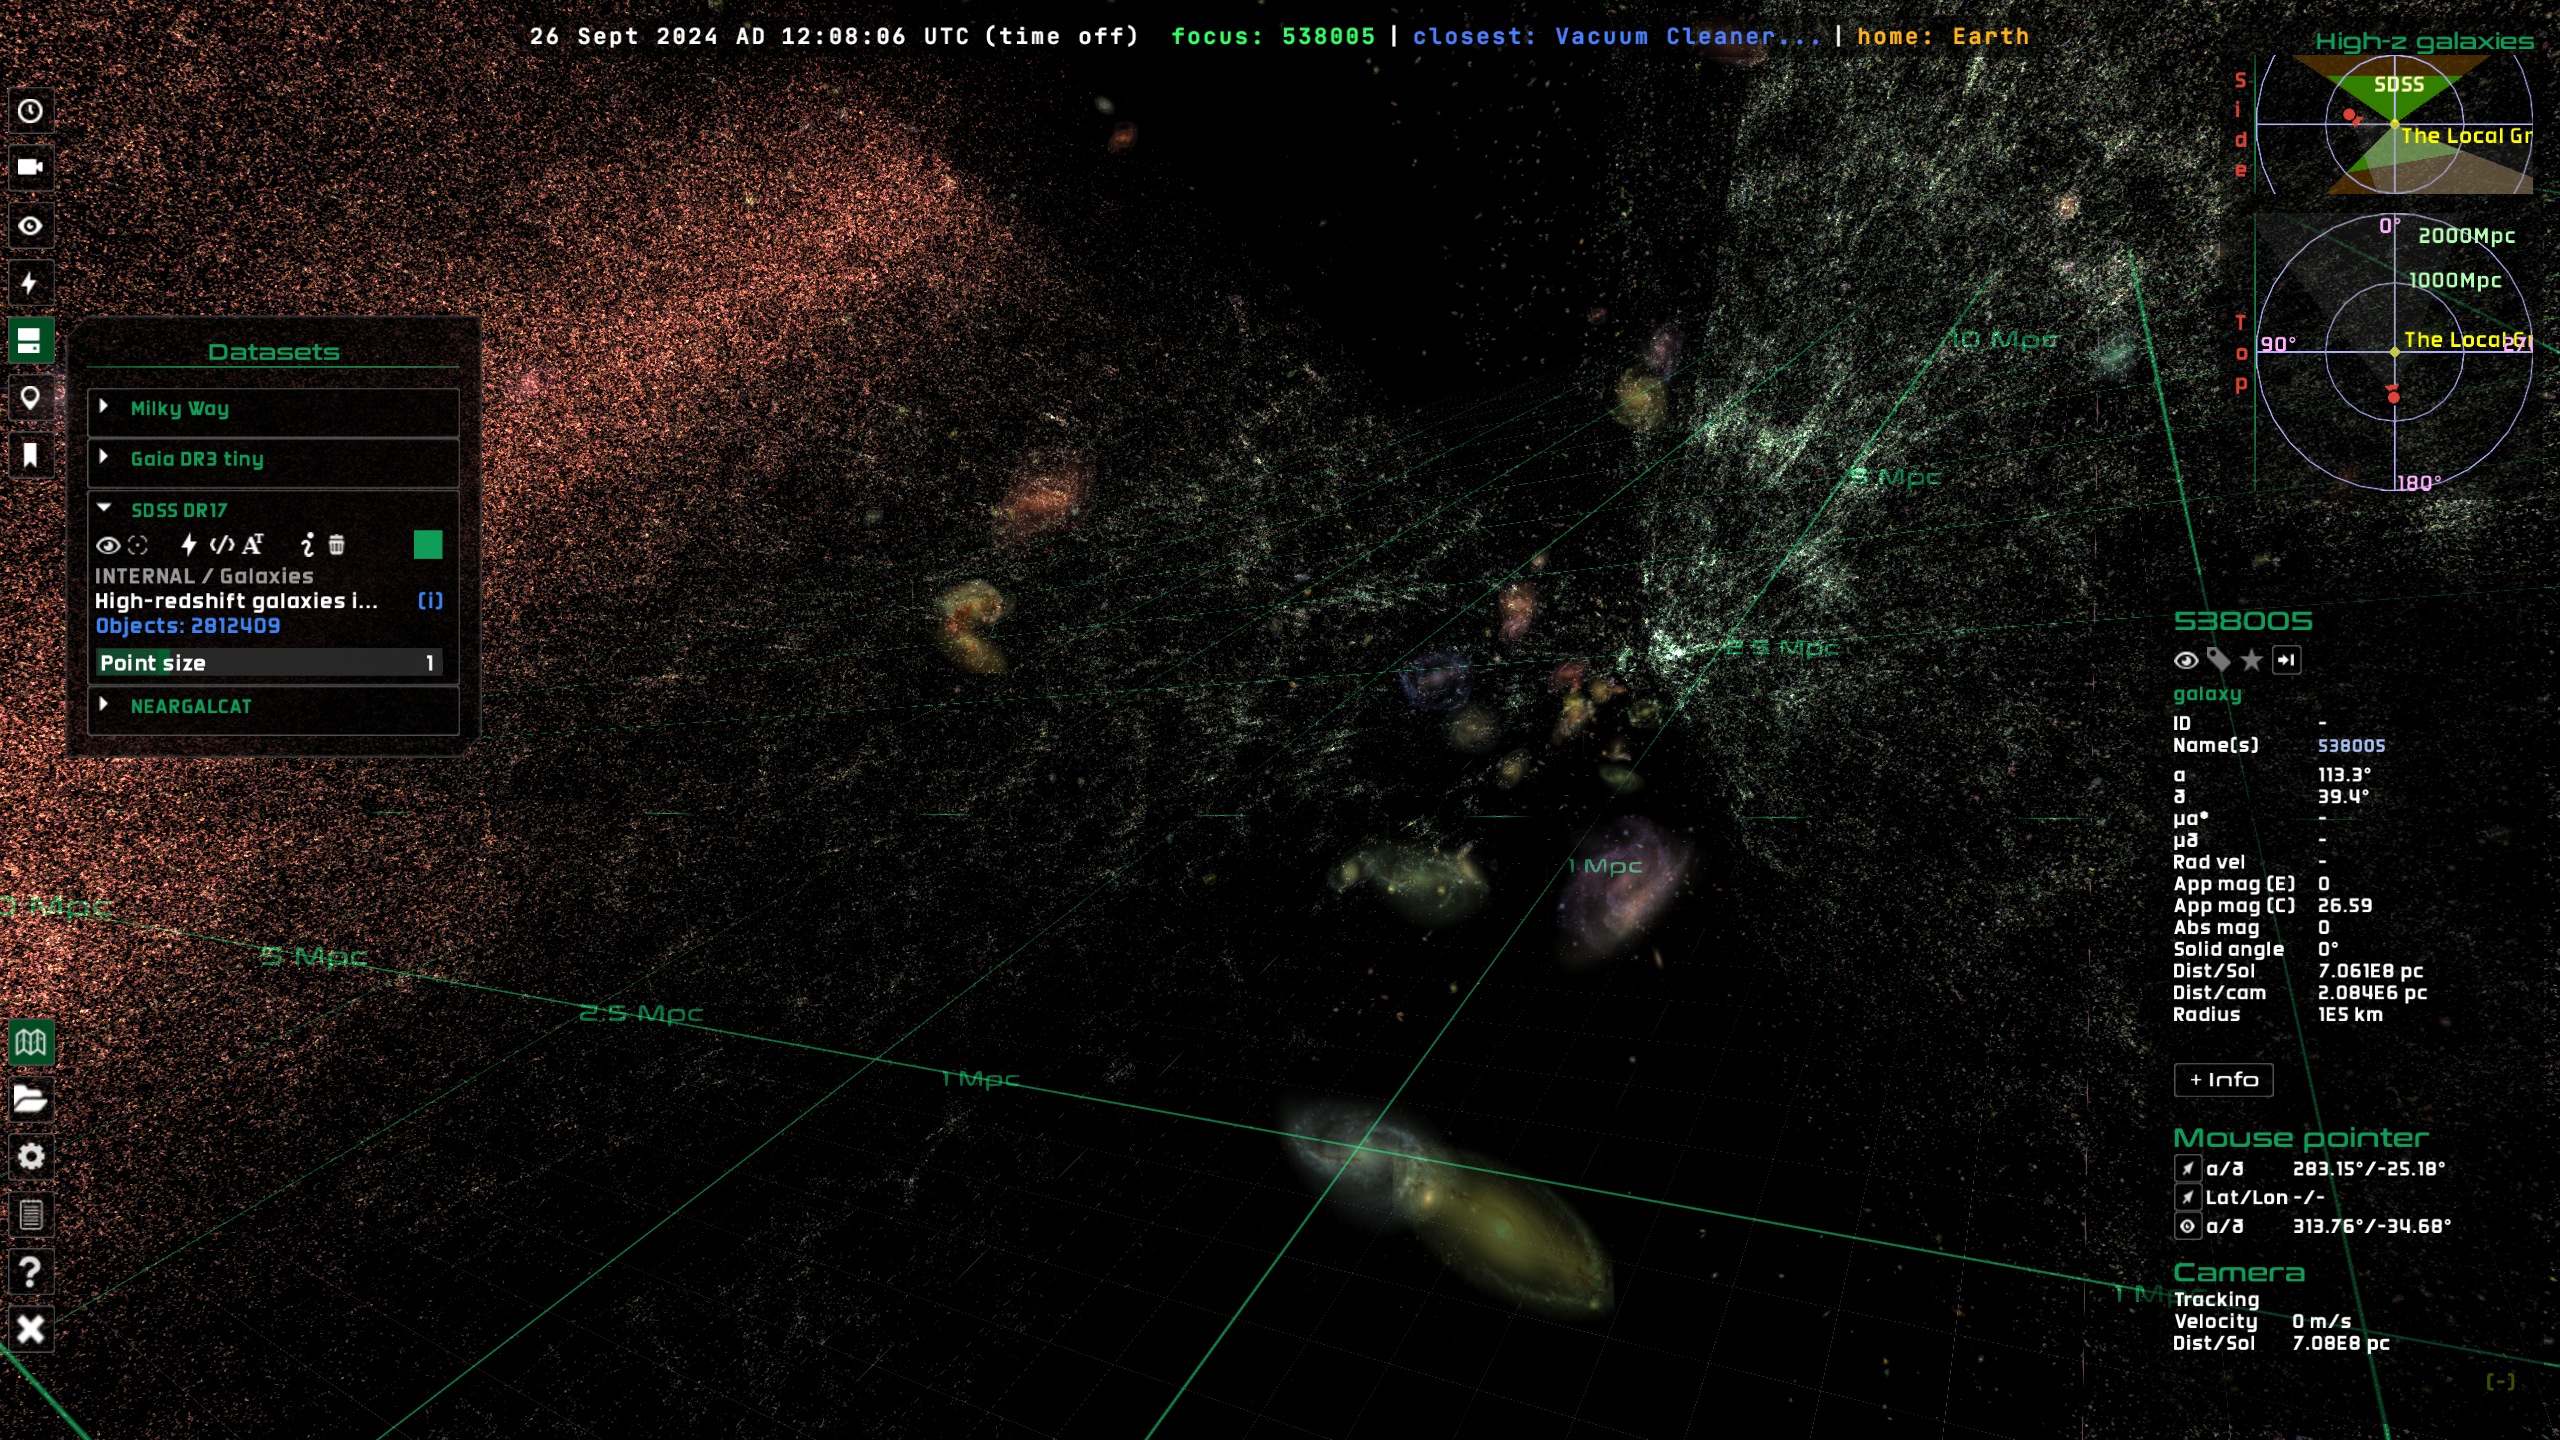 26 Sept 2024 AD 12:08:06 UTC (time off) focus: 538005 | closest: Vacuum Cleaner... | home: Earth
High-z galaxies
Side
SDSS
The Local Gr
Top
0°
2000Mpc
1000Mpc
90°
The Local Gr
180°
Datasets
Milky Way
Gaia DR3 tiny
SDSS DR17
INTERNAL / Galaxies
High-redshift galaxies i... (i)
Objects: 2812409
Point size 1
NEARGALCAT
10 Mpc
5 Mpc
2.5 Mpc
1 Mpc
0 Mpc
5 Mpc
2.5 Mpc
1 Mpc
1 Mpc
538005
galaxy
ID -
Name(s) 538005
α 113.3°
δ 39.4°
μα* -
μδ -
Rad vel -
App mag (E) 0
App mag (C) 26.59
Abs mag 0
Solid angle 0°
Dist/Sol 7.061E8 pc
Dist/cam 2.084E6 pc
Radius 1E5 km
+ Info
Mouse pointer
α/δ 283.15°/-25.18°
Lat/Lon -/-
α/δ 313.76°/-34.68°
Camera
Tracking
Velocity 0 m/s
Dist/Sol 7.08E8 pc
(-)